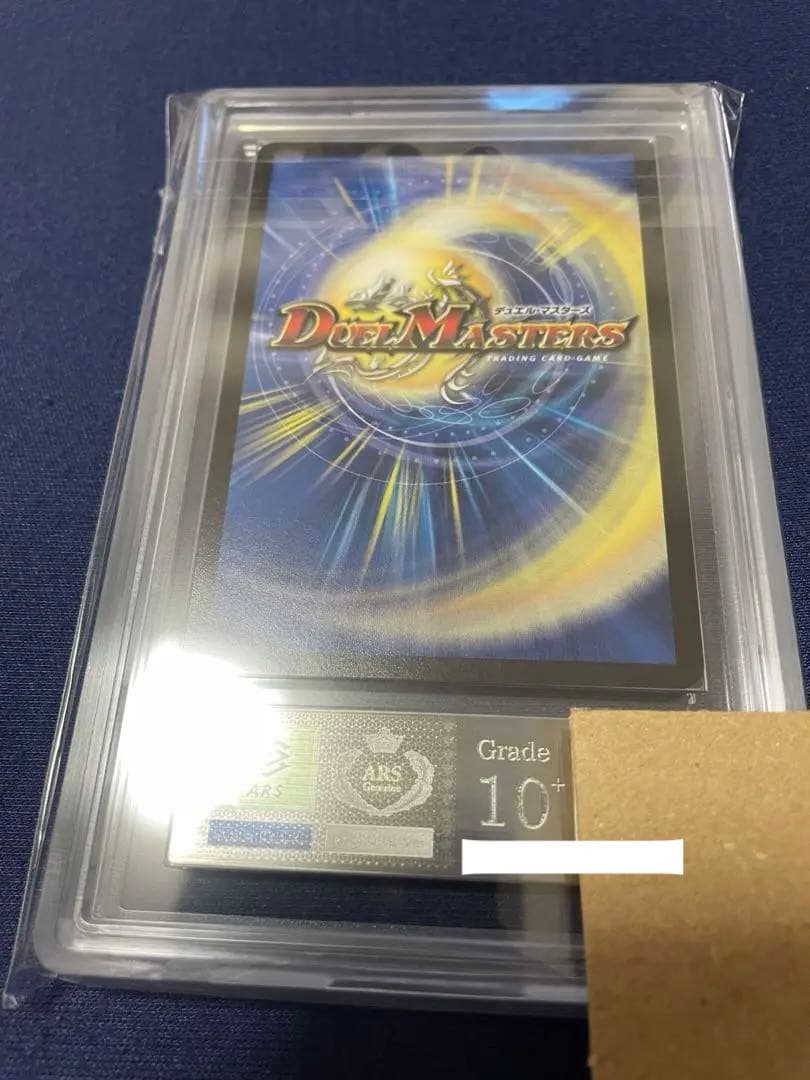 デュエル・マスターズ
DUEL MASTERS
TRADING CARD GAME
ARS
ARS
Genuine
Grade
10+